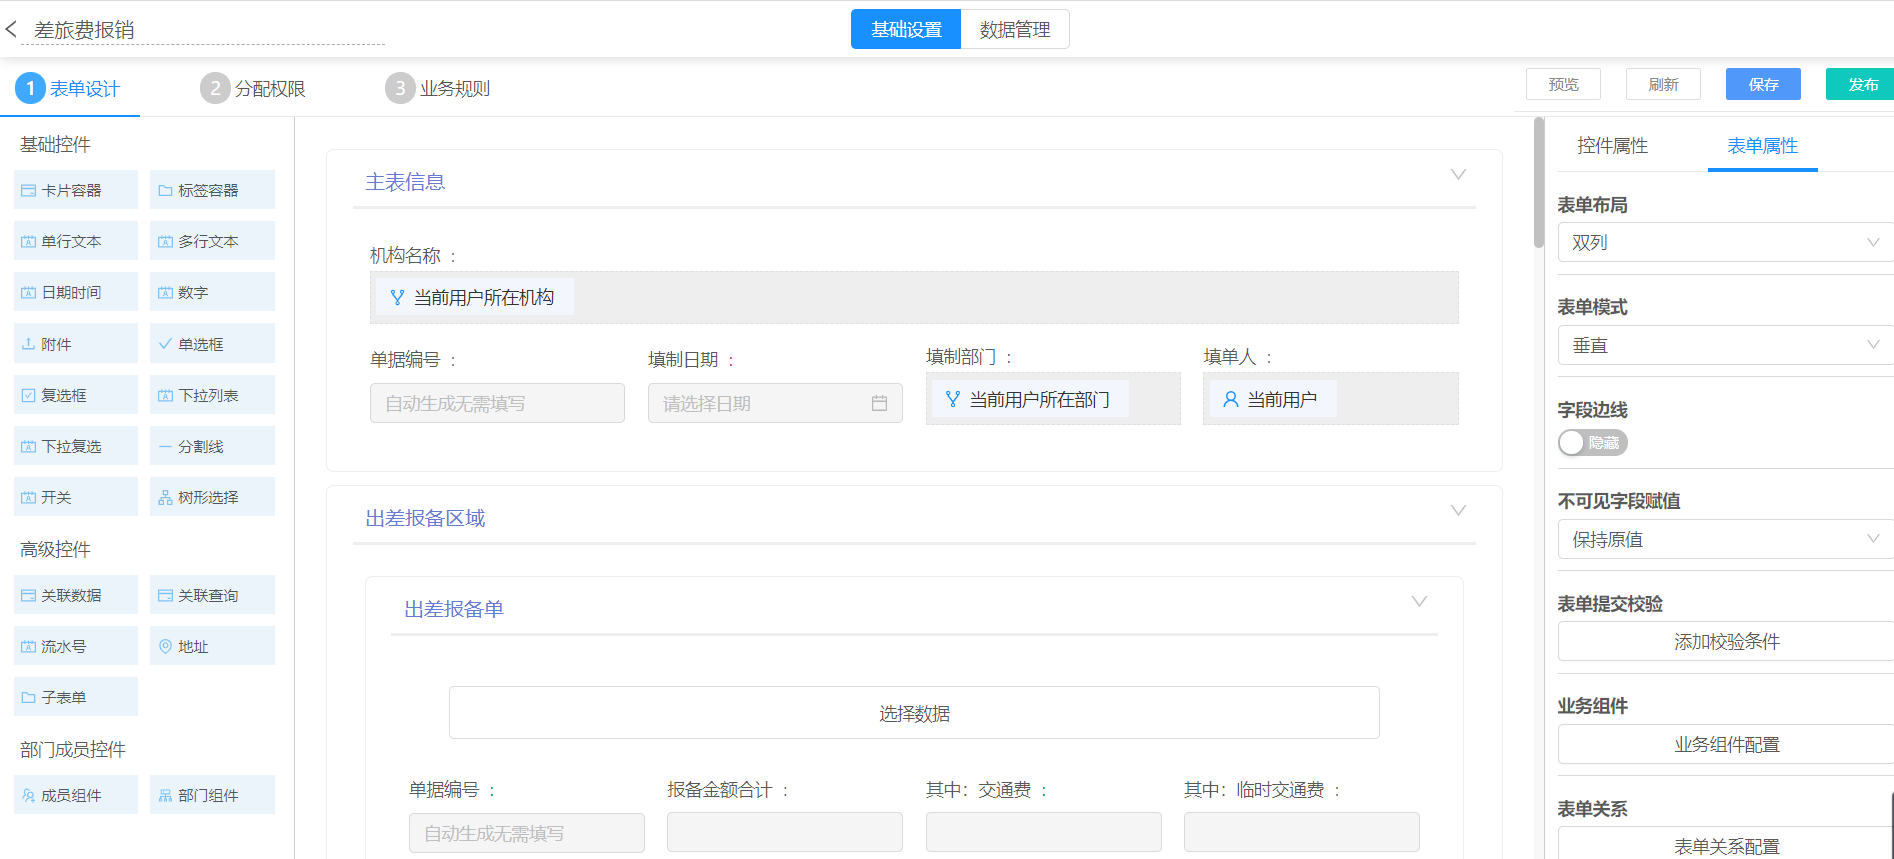 差旅费报销
基础设置 数据管理
1 表单设计 2 分配权限 3 业务规则
预览 刷新 保存 发布
基础控件
卡片容器 标签容器
单行文本 多行文本
日期时间 数字
附件 单选框
复选框 下拉列表
下拉复选 分割线
开关 树形选择
高级控件
关联数据 关联查询
流水号 地址
子表单
部门成员控件
成员组件 部门组件
主表信息
机构名称 ：
当前用户所在机构
单据编号 ： 填制日期 ： 填制部门 ： 填单人 ：
自动生成无需填写 请选择日期 当前用户所在部门 当前用户
出差报备区域
出差报备单
选择数据
单据编号 ： 报备金额合计 ： 其中：交通费 ： 其中：临时交通费 ：
自动生成无需填写
控件属性 表单属性
表单布局
双列
表单模式
垂直
字段边线
隐藏
不可见字段赋值
保持原值
表单提交校验
添加校验条件
业务组件
业务组件配置
表单关系
表单关系配置